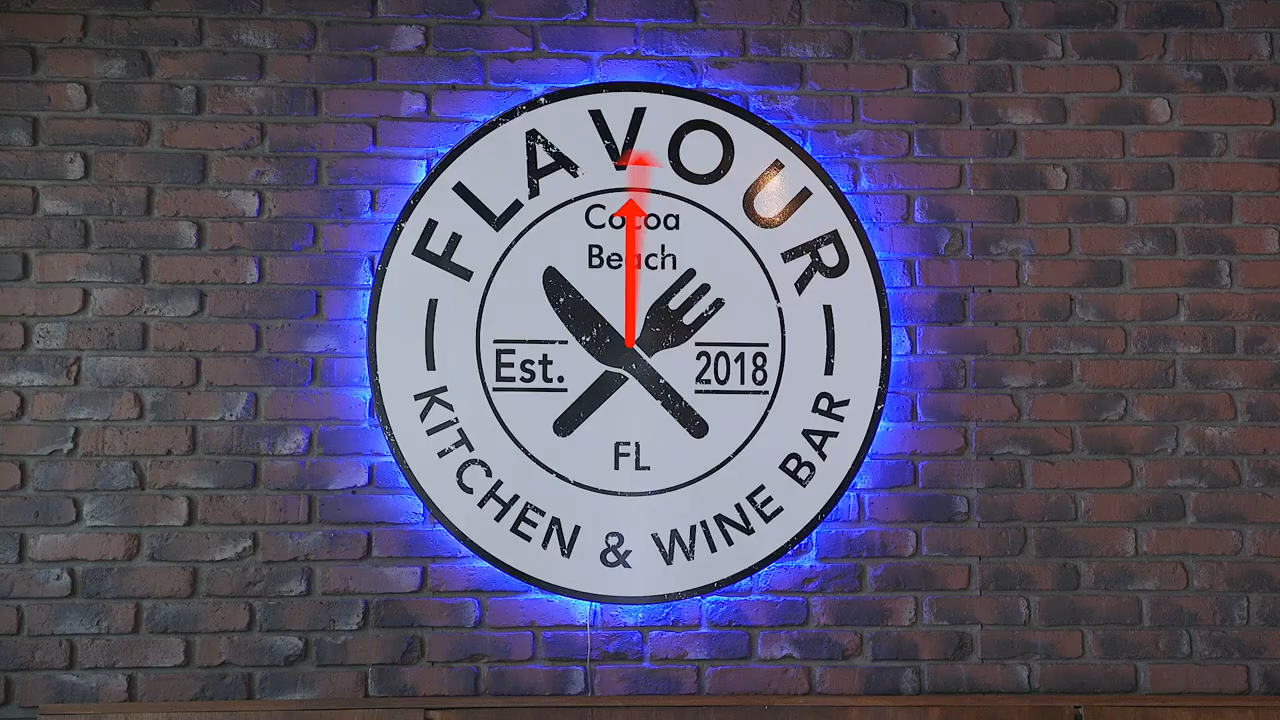 FLAVOUR
Cocoa
Beach
Est. 2018
FL
KITCHEN & WINE BAR